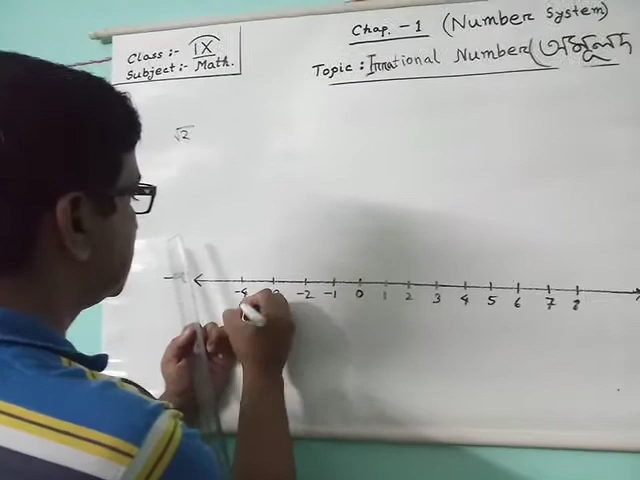 Chap. - 1 (Number System)
Class :- IX
Subject :- Math.
Topic : Irrational Number (
√2
-4 -2 -1 0 1 2 3 4 5 6 7 8